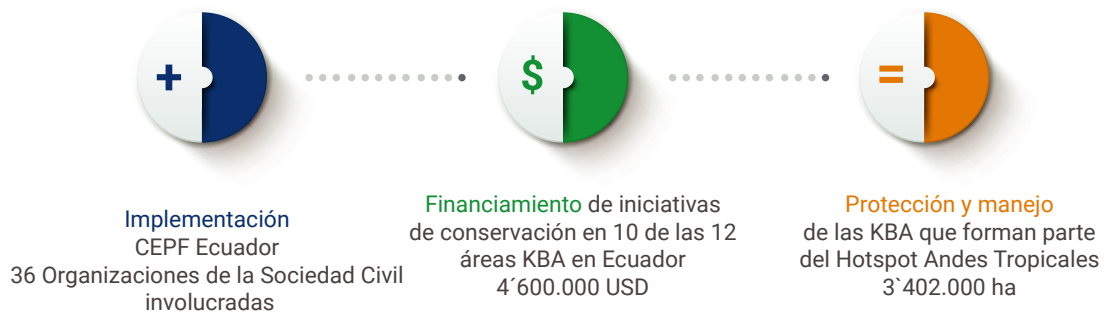 +
$
=
Implementación
CEPF Ecuador
36 Organizaciones de la Sociedad Civil
involucradas
Financiamiento de iniciativas
de conservación en 10 de las 12
áreas KBA en Ecuador
4´600.000 USD
Protección y manejo
de las KBA que forman parte
del Hotspot Andes Tropicales
3`402.000 ha